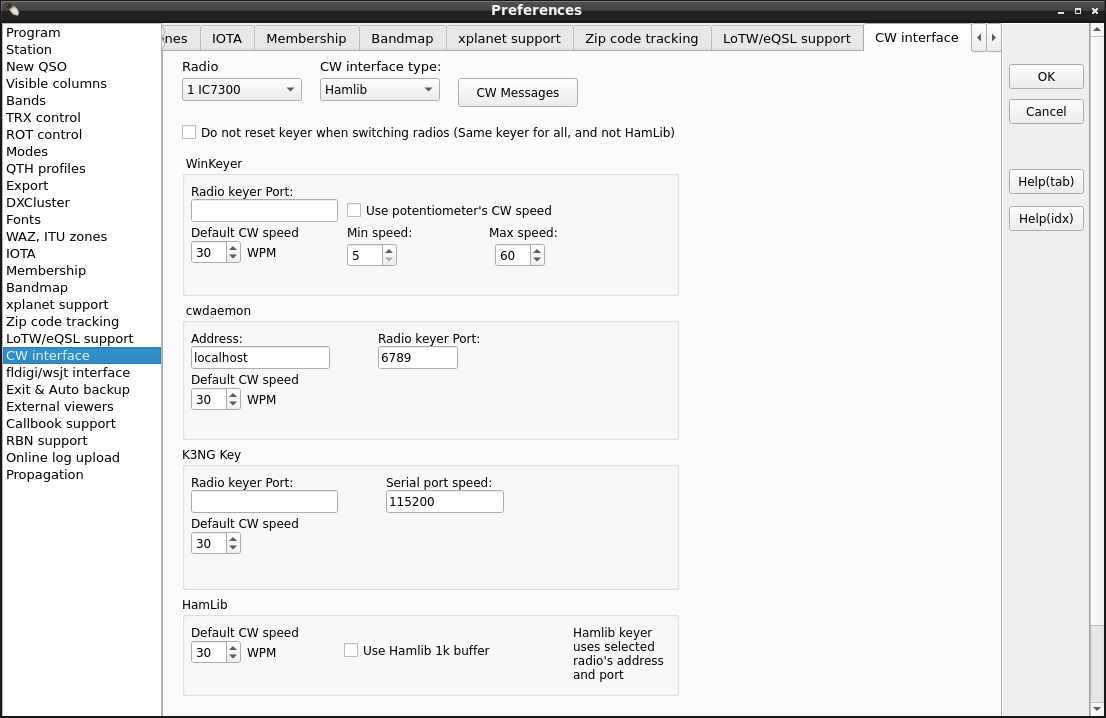 Preferences
Program
Station
New QSO
Visible columns
Bands
TRX control
ROT control
Modes
QTH profiles
Export
DXCluster
Fonts
WAZ, ITU zones
IOTA
Membership
Bandmap
xplanet support
Zip code tracking
LoTW/eQSL support
CW interface
fldigi/wsjt interface
Exit & Auto backup
External viewers
Callbook support
RBN support
Online log upload
Propagation
nes IOTA Membership Bandmap xplanet support Zip code tracking LoTW/eQSL support CW interface
Radio CW interface type:
1 IC7300 Hamlib CW Messages
Do not reset keyer when switching radios (Same keyer for all, and not HamLib)
WinKeyer
Radio keyer Port:
Use potentiometer's CW speed
Default CW speed Min speed: Max speed:
30 WPM 5 60
cwdaemon
Address: Radio keyer Port:
localhost 6789
Default CW speed
30 WPM
K3NG Key
Radio keyer Port: Serial port speed:
115200
Default CW speed
30
HamLib
Default CW speed
30 WPM Use Hamlib 1k buffer
Hamlib keyer
uses selected
radio's address
and port
OK
Cancel
Help(tab)
Help(idx)